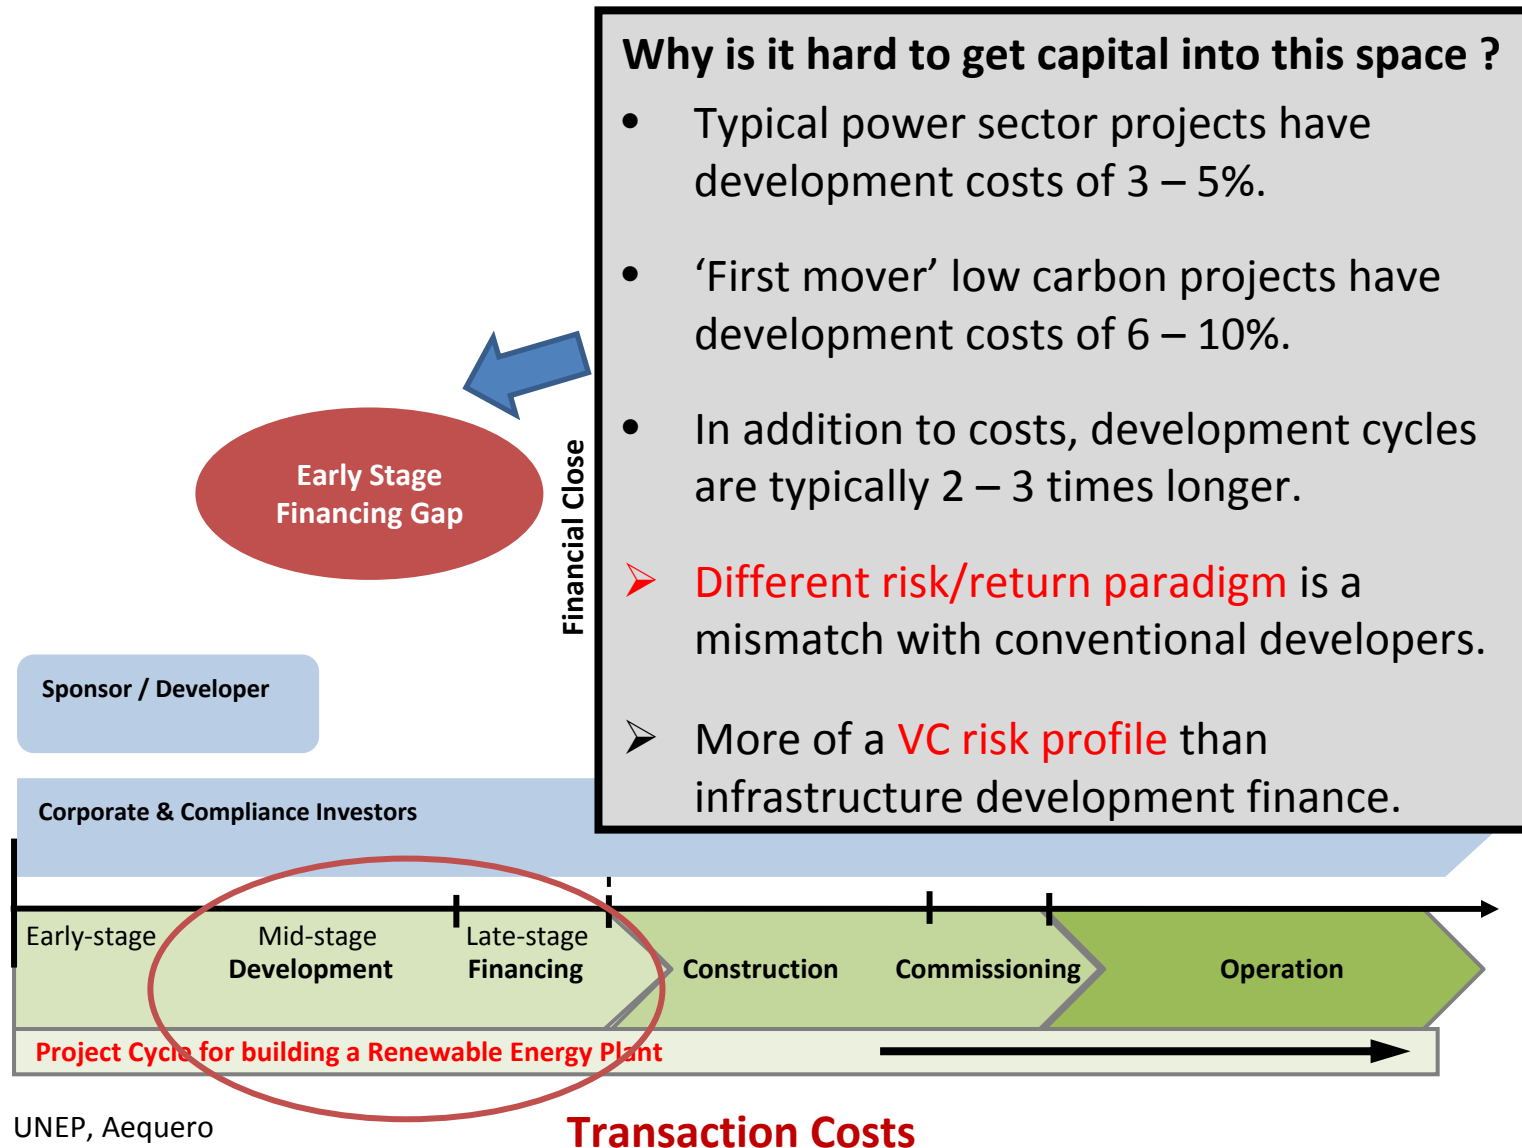 Why is it hard to get capital into this space ?
• Typical power sector projects have
development costs of 3 – 5%.
• ‘First mover’ low carbon projects have
development costs of 6 – 10%.
• In addition to costs, development cycles
are typically 2 – 3 times longer.
➢ Different risk/return paradigm is a
mismatch with conventional developers.
➢ More of a VC risk profile than
infrastructure development finance.
Early Stage
Financing Gap
Financial Close
Sponsor / Developer
Corporate & Compliance Investors
Early-stage
Mid-stage
Development
Late-stage
Financing
Construction
Commissioning
Operation
Project Cycle for building a Renewable Energy Plant
UNEP, Aequero
Transaction Costs